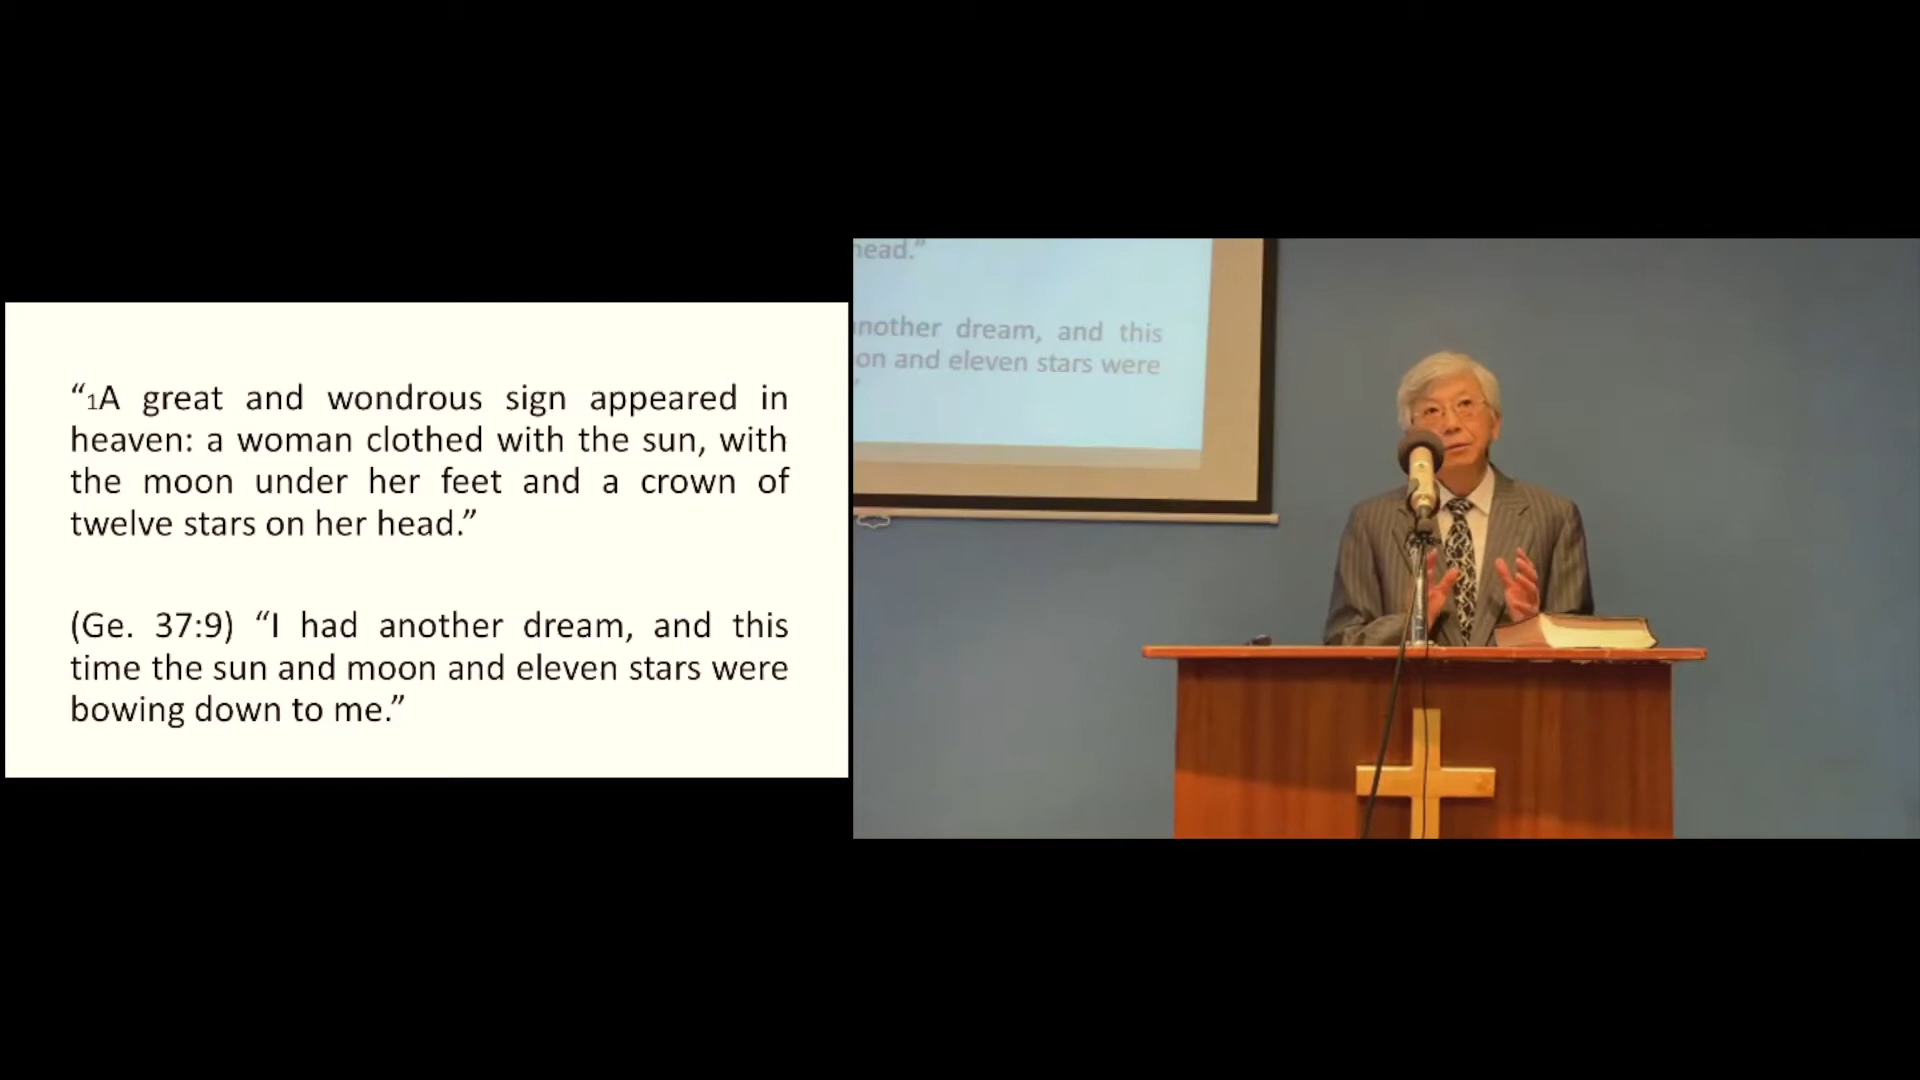 “1A great and wondrous sign appeared in
heaven: a woman clothed with the sun, with
the moon under her feet and a crown of
twelve stars on her head.”
(Ge. 37:9) “I had another dream, and this
time the sun and moon and eleven stars were
bowing down to me.”
head.”
another dream, and this
on and eleven stars were
”